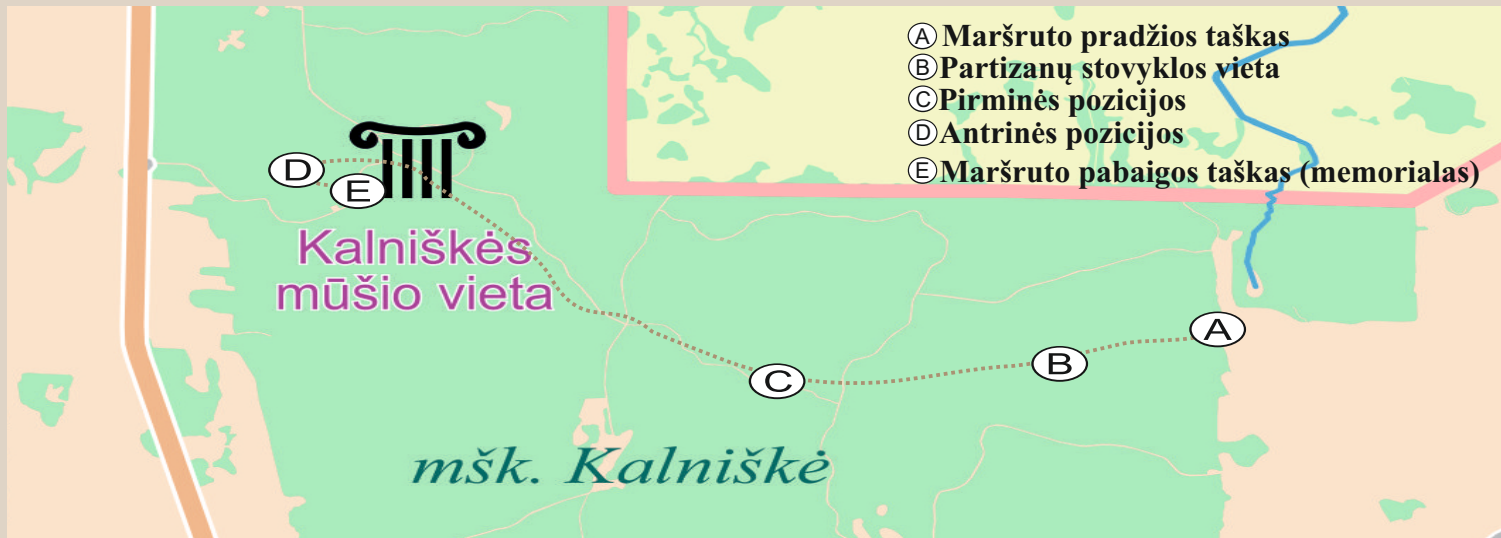 Ⓐ Maršruto pradžios taškas
Ⓑ Partizanų stovyklos vieta
Ⓒ Pirminės pozicijos
Ⓓ Antrinės pozicijos
Ⓔ Maršruto pabaigos taškas (memorialas)
D
E
Kalniškės
mūšio vieta
A
B
C
mšk. Kalniškė